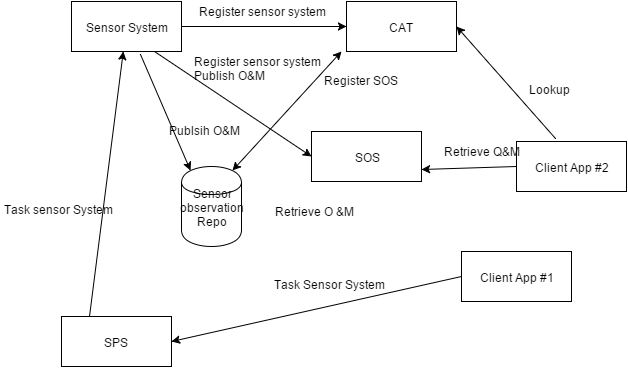 Register sensor system
Sensor System
CAT
Register sensor system
Publish O&M
Register SOS
Lookup
Publsih O&M
SOS
Retrieve O&M
Client App #2
Sensor
observation
Repo
Task sensor System
Retrieve O &M
Client App #1
Task Sensor System
SPS